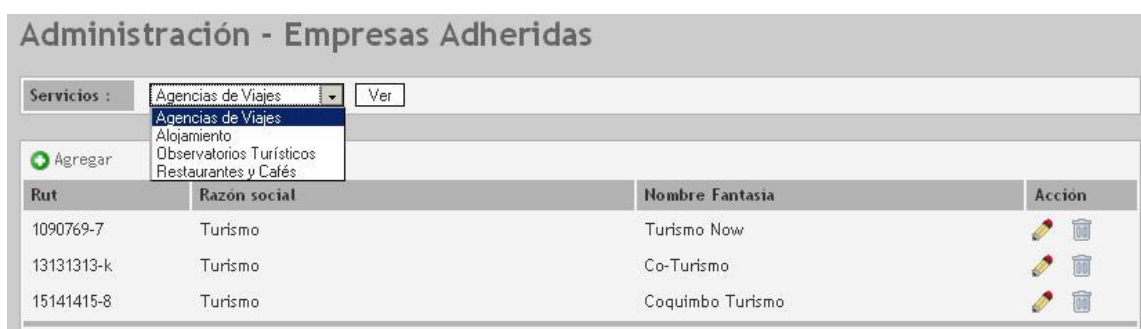 Administración - Empresas Adheridas
Servicios : Agencias de Viajes Ver
Agencias de Viajes
Alojamiento
Observatorios Turísticos
Restaurantes y Cafés
Agregar
Rut Razón social Nombre Fantasia Acción
1090769-7 Turismo Turismo Now
13131313-k Turismo Co-Turismo
15141415-8 Turismo Coquimbo Turismo